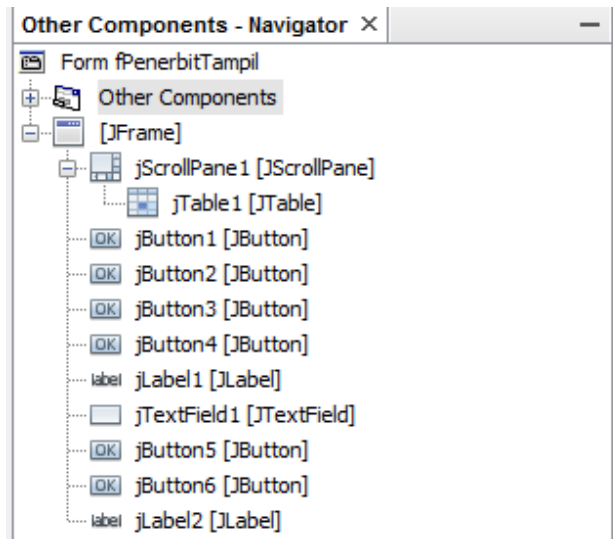 Other Components - Navigator ×
Form fPenerbitTampil
Other Components
[JFrame]
jScrollPane1 [JScrollPane]
jTable1 [JTable]
OK jButton1 [JButton]
OK jButton2 [JButton]
OK jButton3 [JButton]
OK jButton4 [JButton]
label jLabel1 [JLabel]
jTextField1 [JTextField]
OK jButton5 [JButton]
OK jButton6 [JButton]
label jLabel2 [JLabel]